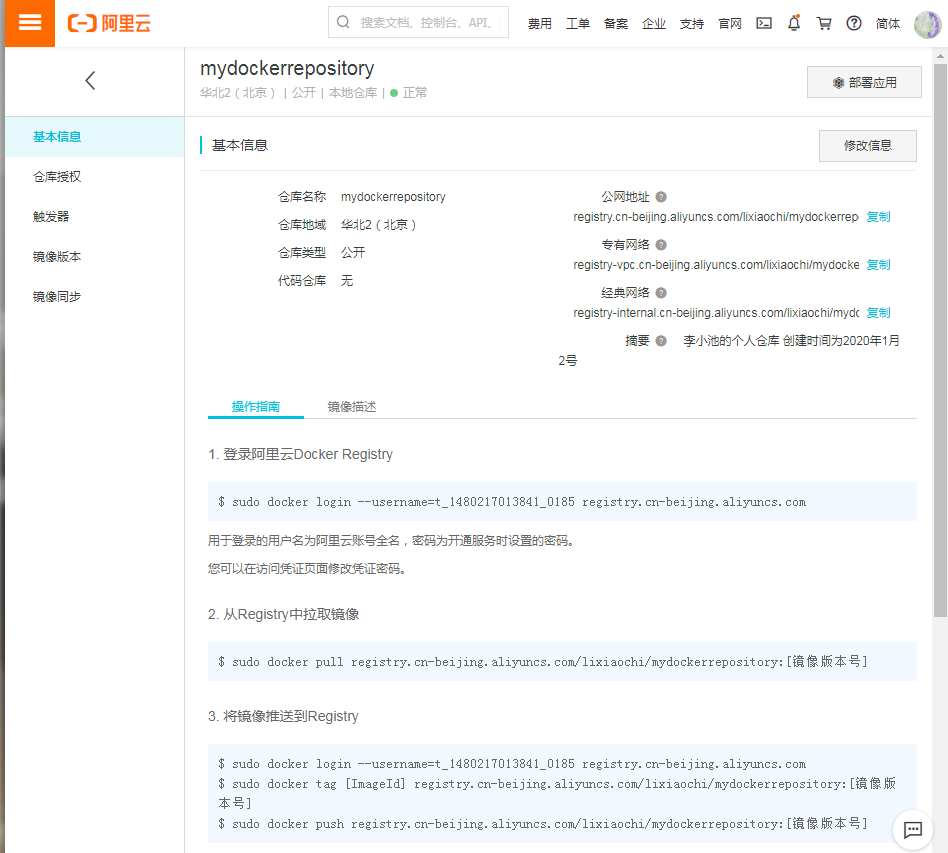 阿里云
搜索文档、控制台、API、
费用 工单 备案 企业 支持 官网 简体
mydockerrepository
华北2（北京） | 公开 | 本地仓库 | 正常
部署应用
基本信息
仓库授权
触发器
镜像版本
镜像同步
基本信息
修改信息
仓库名称 mydockerrepository
仓库地域 华北2（北京）
仓库类型 公开
代码仓库 无
公网地址
registry.cn-beijing.aliyuncs.com/lixiaochi/mydockerrep 复制
专有网络
registry-vpc.cn-beijing.aliyuncs.com/lixiaochi/mydocke 复制
经典网络
registry-internal.cn-beijing.aliyuncs.com/lixiaochi/myd 复制
摘要 李小池的个人仓库 创建时间为2020年1月
2号
操作指南 镜像描述
1. 登录阿里云Docker Registry
$ sudo docker login --username=t_1480217013841_0185 registry.cn-beijing.aliyuncs.com
用于登录的用户名为阿里云账号全名，密码为开通服务时设置的密码。
您可以在访问凭证页面修改凭证密码。
2. 从Registry中拉取镜像
$ sudo docker pull registry.cn-beijing.aliyuncs.com/lixiaochi/mydockerrepository:[镜像版本号]
3. 将镜像推送到Registry
$ sudo docker login --username=t_1480217013841_0185 registry.cn-beijing.aliyuncs.com
$ sudo docker tag [ImageId] registry.cn-beijing.aliyuncs.com/lixiaochi/mydockerrepository:[镜像版
本号]
$ sudo docker push registry.cn-beijing.aliyuncs.com/lixiaochi/mydockerrepository:[镜像版本号]